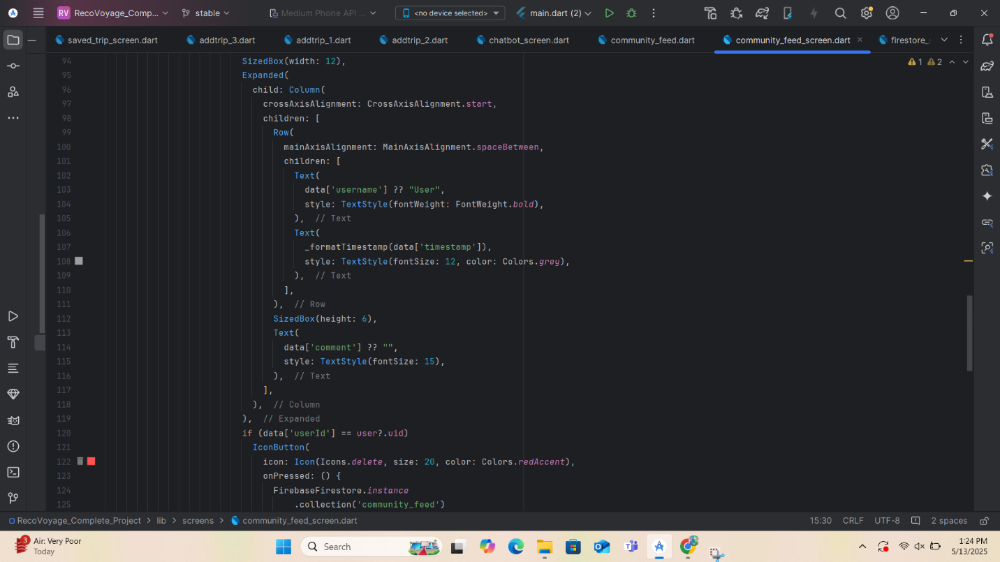 RV RecoVoyage_Comp... stable Medium Phone API ... <no device selected> main.dart (2)
saved_trip_screen.dart addtrip_3.dart addtrip_1.dart addtrip_2.dart chatbot_screen.dart community_feed.dart community_feed_screen.dart firestore_
1 2
94 SizedBox(width: 12),
95 Expanded(
96 child: Column(
97 crossAxisAlignment: CrossAxisAlignment.start,
98 children: [
99 Row(
100 mainAxisAlignment: MainAxisAlignment.spaceBetween,
101 children: [
102 Text(
103 data['username'] ?? "User",
104 style: TextStyle(fontWeight: FontWeight.bold),
105 ), // Text
106 Text(
107 _formatTimestamp(data['timestamp']),
108 style: TextStyle(fontSize: 12, color: Colors.grey),
109 ), // Text
110 ],
111 ), // Row
112 SizedBox(height: 6),
113 Text(
114 data['comment'] ?? "",
115 style: TextStyle(fontSize: 15),
116 ), // Text
117 ],
118 ), // Column
119 ), // Expanded
120 if (data['userId'] == user?.uid)
121 IconButton(
122 icon: Icon(Icons.delete, size: 20, color: Colors.redAccent),
123 onPressed: () {
124 FirebaseFirestore.instance
125 .collection('community_feed')
RecoVoyage_Complete_Project > lib > screens > community_feed_screen.dart 15:30 CRLF UTF-8 2 spaces
3 Air: Very Poor
Today
Search
1:24 PM
5/13/2025